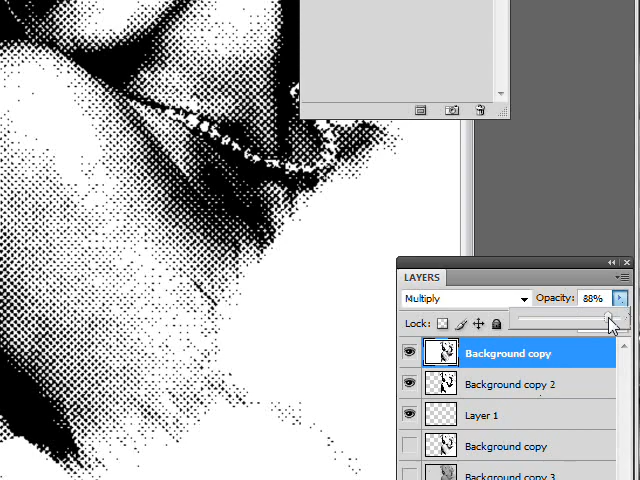 LAYERS
Multiply Opacity: 88%
Lock:
Background copy
Background copy 2
Layer 1
Background copy
Background copy 3